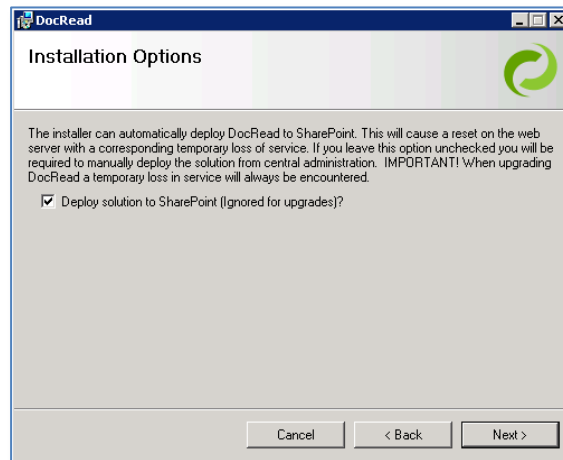 DocRead
Installation Options
The installer can automatically deploy DocRead to SharePoint. This will cause a reset on the web
server with a corresponding temporary loss of service. If you leave this option unchecked you will be
required to manually deploy the solution from central administration.  IMPORTANT! When upgrading
DocRead a temporary loss in service will always be encountered.
Deploy solution to SharePoint (Ignored for upgrades)?
Cancel
< Back
Next >